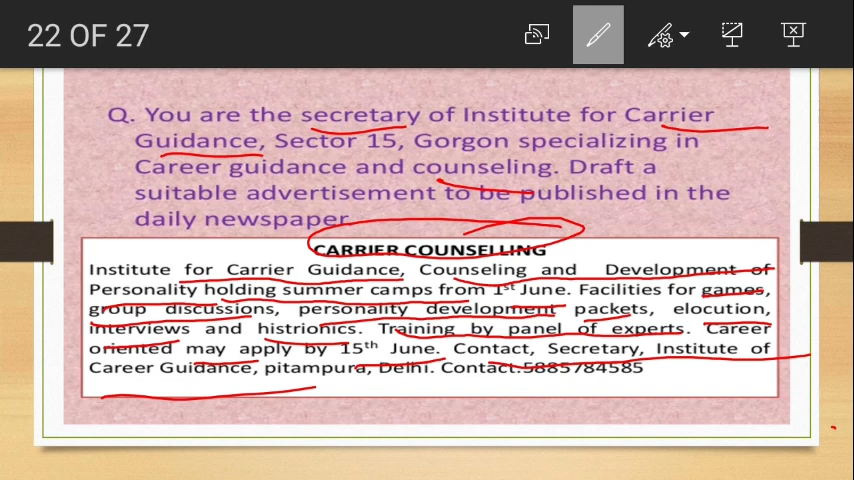 22 OF 27
Q. You are the secretary of Institute for Carrier
Guidance, Sector 15, Gorgon specializing in
Career guidance and counseling. Draft a
suitable advertisement to be published in the
daily newspaper.
CARRIER COUNSELLING
Institute for Carrier Guidance, Counseling and Development of
Personality holding summer camps from 1st June. Facilities for games,
group discussions, personality development packets, elocution,
interviews and histrionics. Training by panel of experts. Career
oriented may apply by 15th June. Contact, Secretary, Institute of
Career Guidance, pitampura, Delhi. Contact:5885784585